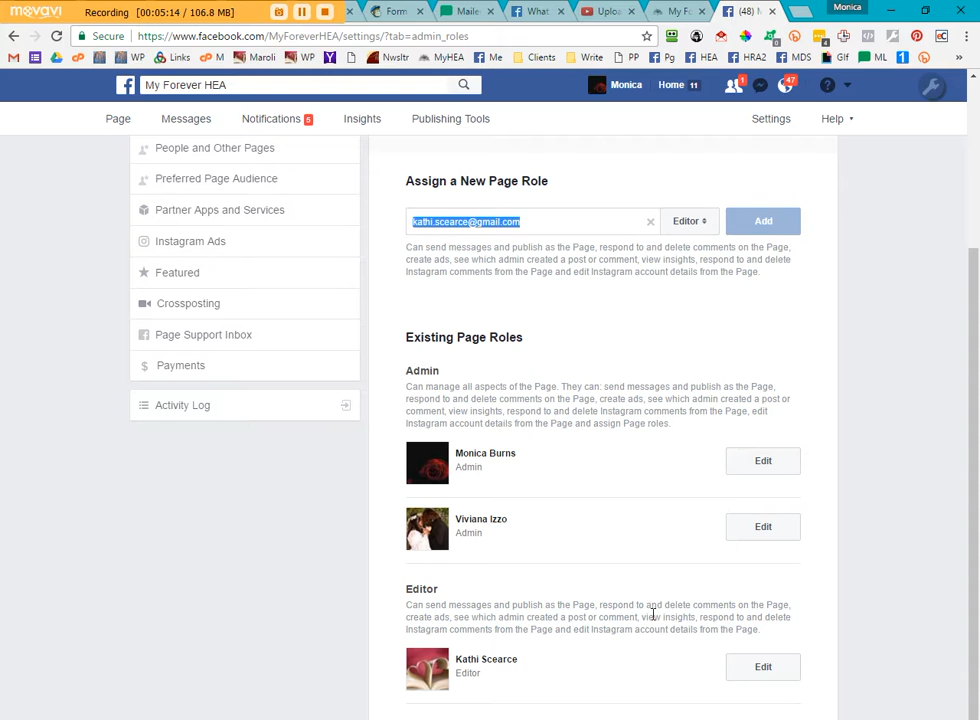 movavi Recording (00:05:14 / 106.8 MB)
Form
Maile
What
Uplo
My Fo
(48) M
Monica
Secure https://www.facebook.com/MyForeverHEA/settings/?tab=admin_roles
WP Links M Maroli WP Nwsltr MyHEA Me Clients Write PP Pg HEA HRA2 MDS Gif ML
My Forever HEA
Monica Home 11 1 47
Page Messages Notifications 5 Insights Publishing Tools Settings Help
People and Other Pages
Preferred Page Audience
Partner Apps and Services
Instagram Ads
Featured
Crossposting
Page Support Inbox
$ Payments
Activity Log
Assign a New Page Role
kathi.scearce@gmail.com Editor Add
Can send messages and publish as the Page, respond to and delete comments on the Page,
create ads, see which admin created a post or comment, view insights, respond to and delete
Instagram comments from the Page and edit Instagram account details from the Page.
Existing Page Roles
Admin
Can manage all aspects of the Page. They can: send messages and publish as the Page,
respond to and delete comments on the Page, create ads, see which admin created a post or
comment, view insights, respond to and delete Instagram comments from the Page, edit
Instagram account details from the Page and assign Page roles.
Monica Burns
Admin
Edit
Viviana Izzo
Admin
Edit
Editor
Can send messages and publish as the Page, respond to and delete comments on the Page,
create ads, see which admin created a post or comment, view insights, respond to and delete
Instagram comments from the Page and edit Instagram account details from the Page.
Kathi Scearce
Editor
Edit